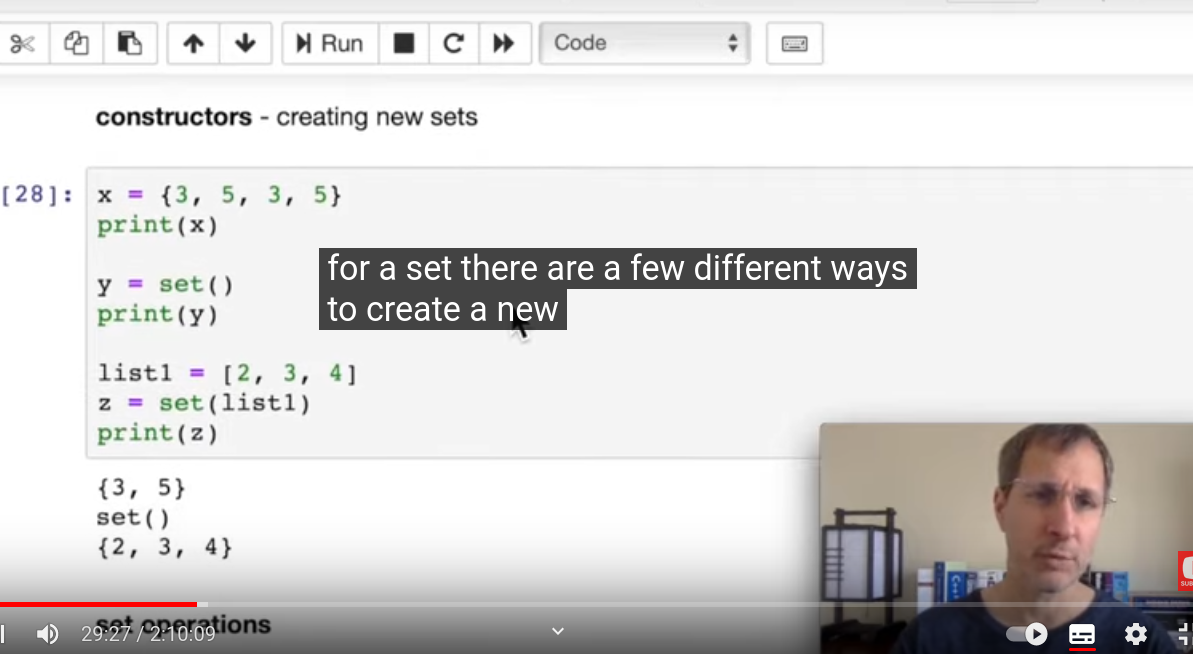 Run
Code
constructors - creating new sets
[28]:
x = {3, 5, 3, 5}
print(x)
y = set()
print(y)
list1 = [2, 3, 4]
z = set(list1)
print(z)
for a set there are a few different ways
to create a new
{3, 5}
set()
{2, 3, 4}
C++
SUB
set operations
29:27 / 2:10:09